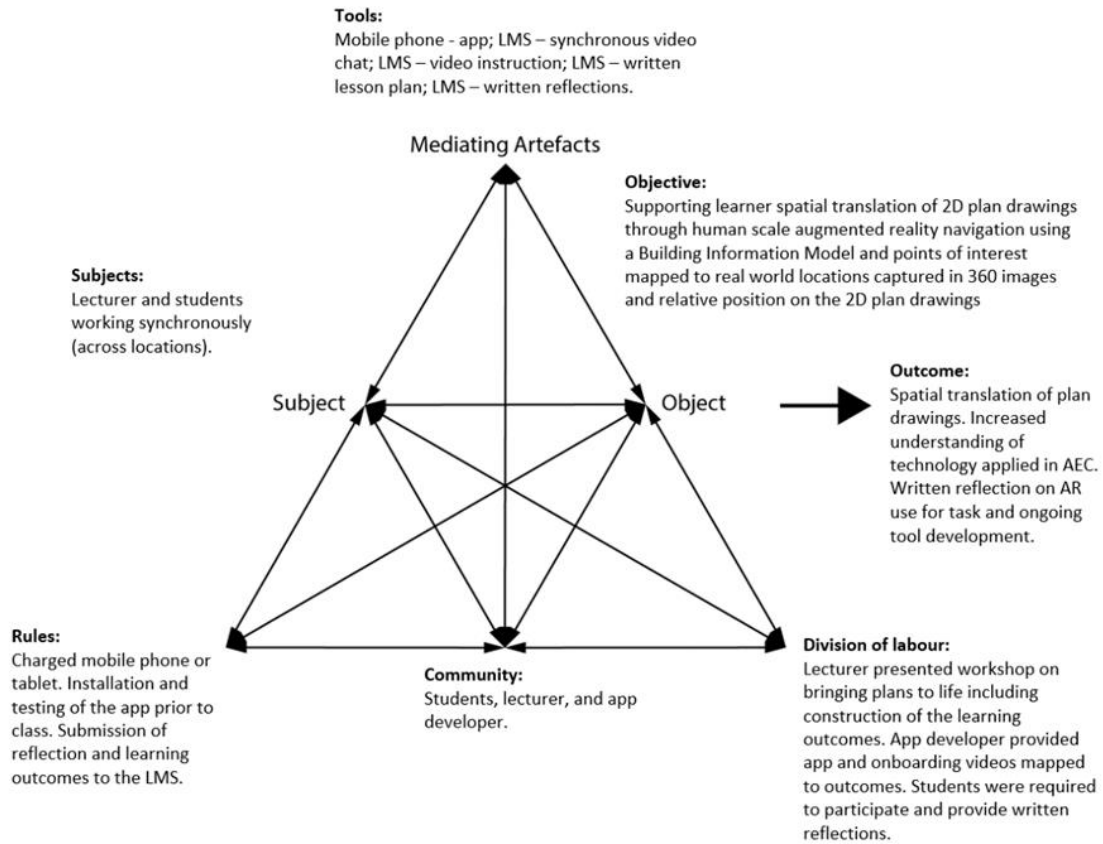 Tools:
Mobile phone - app; LMS – synchronous video
chat; LMS – video instruction; LMS – written
lesson plan; LMS – written reflections.
Mediating Artefacts
Objective:
Supporting learner spatial translation of 2D plan drawings
through human scale augmented reality navigation using
a Building Information Model and points of interest
mapped to real world locations captured in 360 images
and relative position on the 2D plan drawings
Subjects:
Lecturer and students
working synchronously
(across locations).
Subject
Object
Outcome:
Spatial translation of plan
drawings. Increased
understanding of
technology applied in AEC.
Written reflection on AR
use for task and ongoing
tool development.
Rules:
Charged mobile phone or
tablet. Installation and
testing of the app prior to
class. Submission of
reflection and learning
outcomes to the LMS.
Community:
Students, lecturer, and app
developer.
Division of labour:
Lecturer presented workshop on
bringing plans to life including
construction of the learning
outcomes. App developer provided
app and onboarding videos mapped
to outcomes. Students were required
to participate and provide written
reflections.